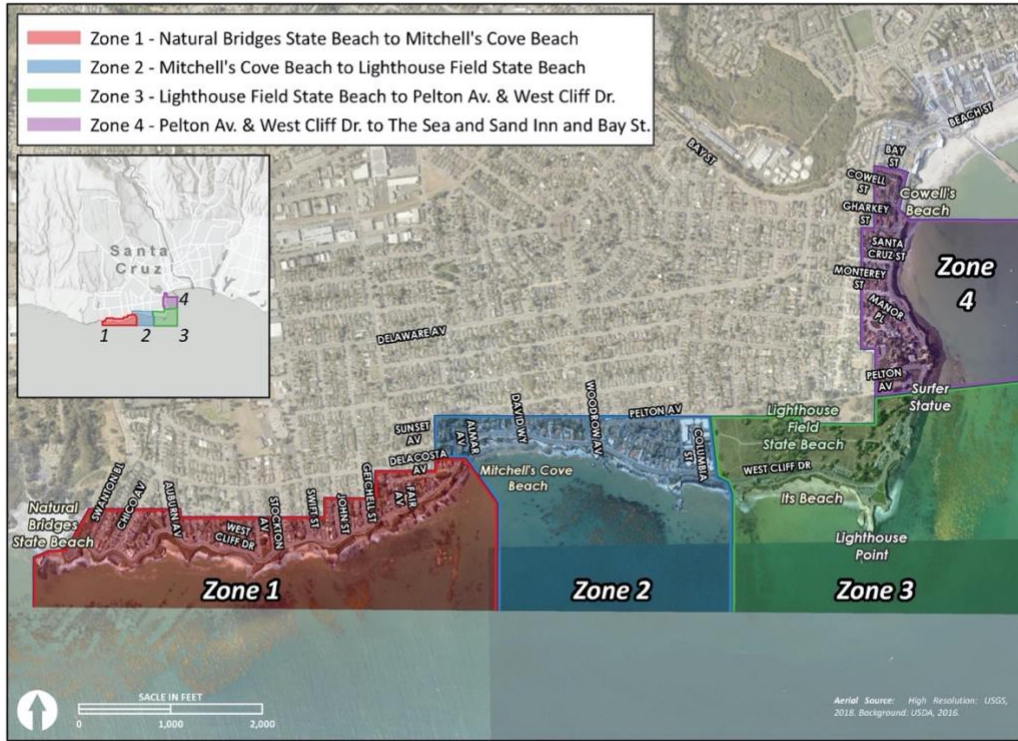 Zone 1 - Natural Bridges State Beach to Mitchell's Cove Beach
Zone 2 - Mitchell's Cove Beach to Lighthouse Field State Beach
Zone 3 - Lighthouse Field State Beach to Pelton Av. & West Cliff Dr.
Zone 4 - Pelton Av. & West Cliff Dr. to The Sea and Sand Inn and Bay St.
Santa
Cruz
4
1
2
3
BEACH ST
BAY ST
BAY
ST
COWELL
ST
Cowell's
Beach
GHARKEY
ST
SANTA
CRUZ ST
MONTEREY
ST
MANOR
PL
Zone
4
DELAWARE AV
PELTON
AV
Surfer
Statue
SUNSET
AV
ALMAR
AV
DAVID WY
WOODROW AV
PELTON AV
COLUMBIA
ST
Lighthouse
Field
State Beach
WEST CLIFF DR
Its Beach
Lighthouse
Point
DELACOSTA
AV
Mitchell's Cove
Beach
Natural
Bridges
State Beach
SWANTON BL
CHICO AV
AUBURN AV
WEST
CLIFF DR
STOCKTON
AV
SWIFT ST
JOHN ST
GETCHELL ST
FAIR
AV
Zone 1
Zone 2
Zone 3
SACLE IN FEET
0
1,000
2,000
Aerial Source: High Resolution: USGS,
2018. Background: USDA, 2016.